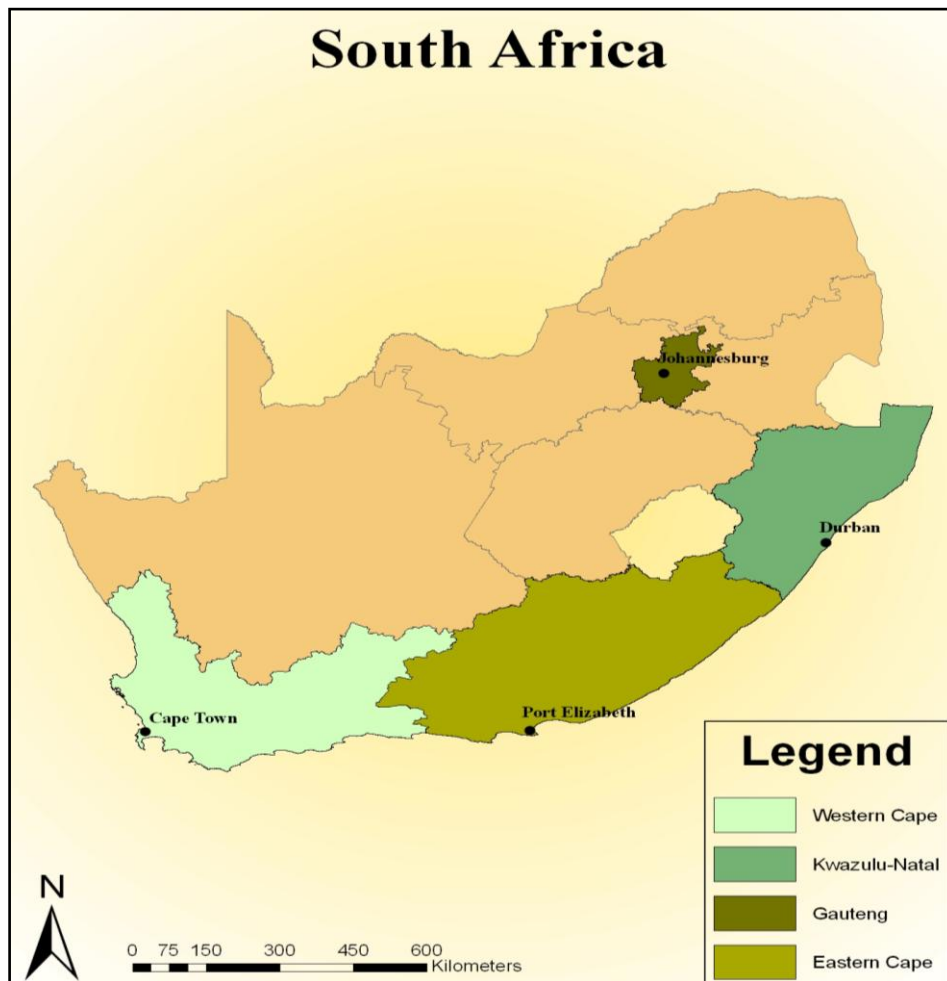 South Africa
Johannesburg
Durban
Cape Town
Port Elizabeth
Legend
Western Cape
Kwazulu-Natal
Gauteng
Eastern Cape
N
0 75 150 300 450 600
Kilometers